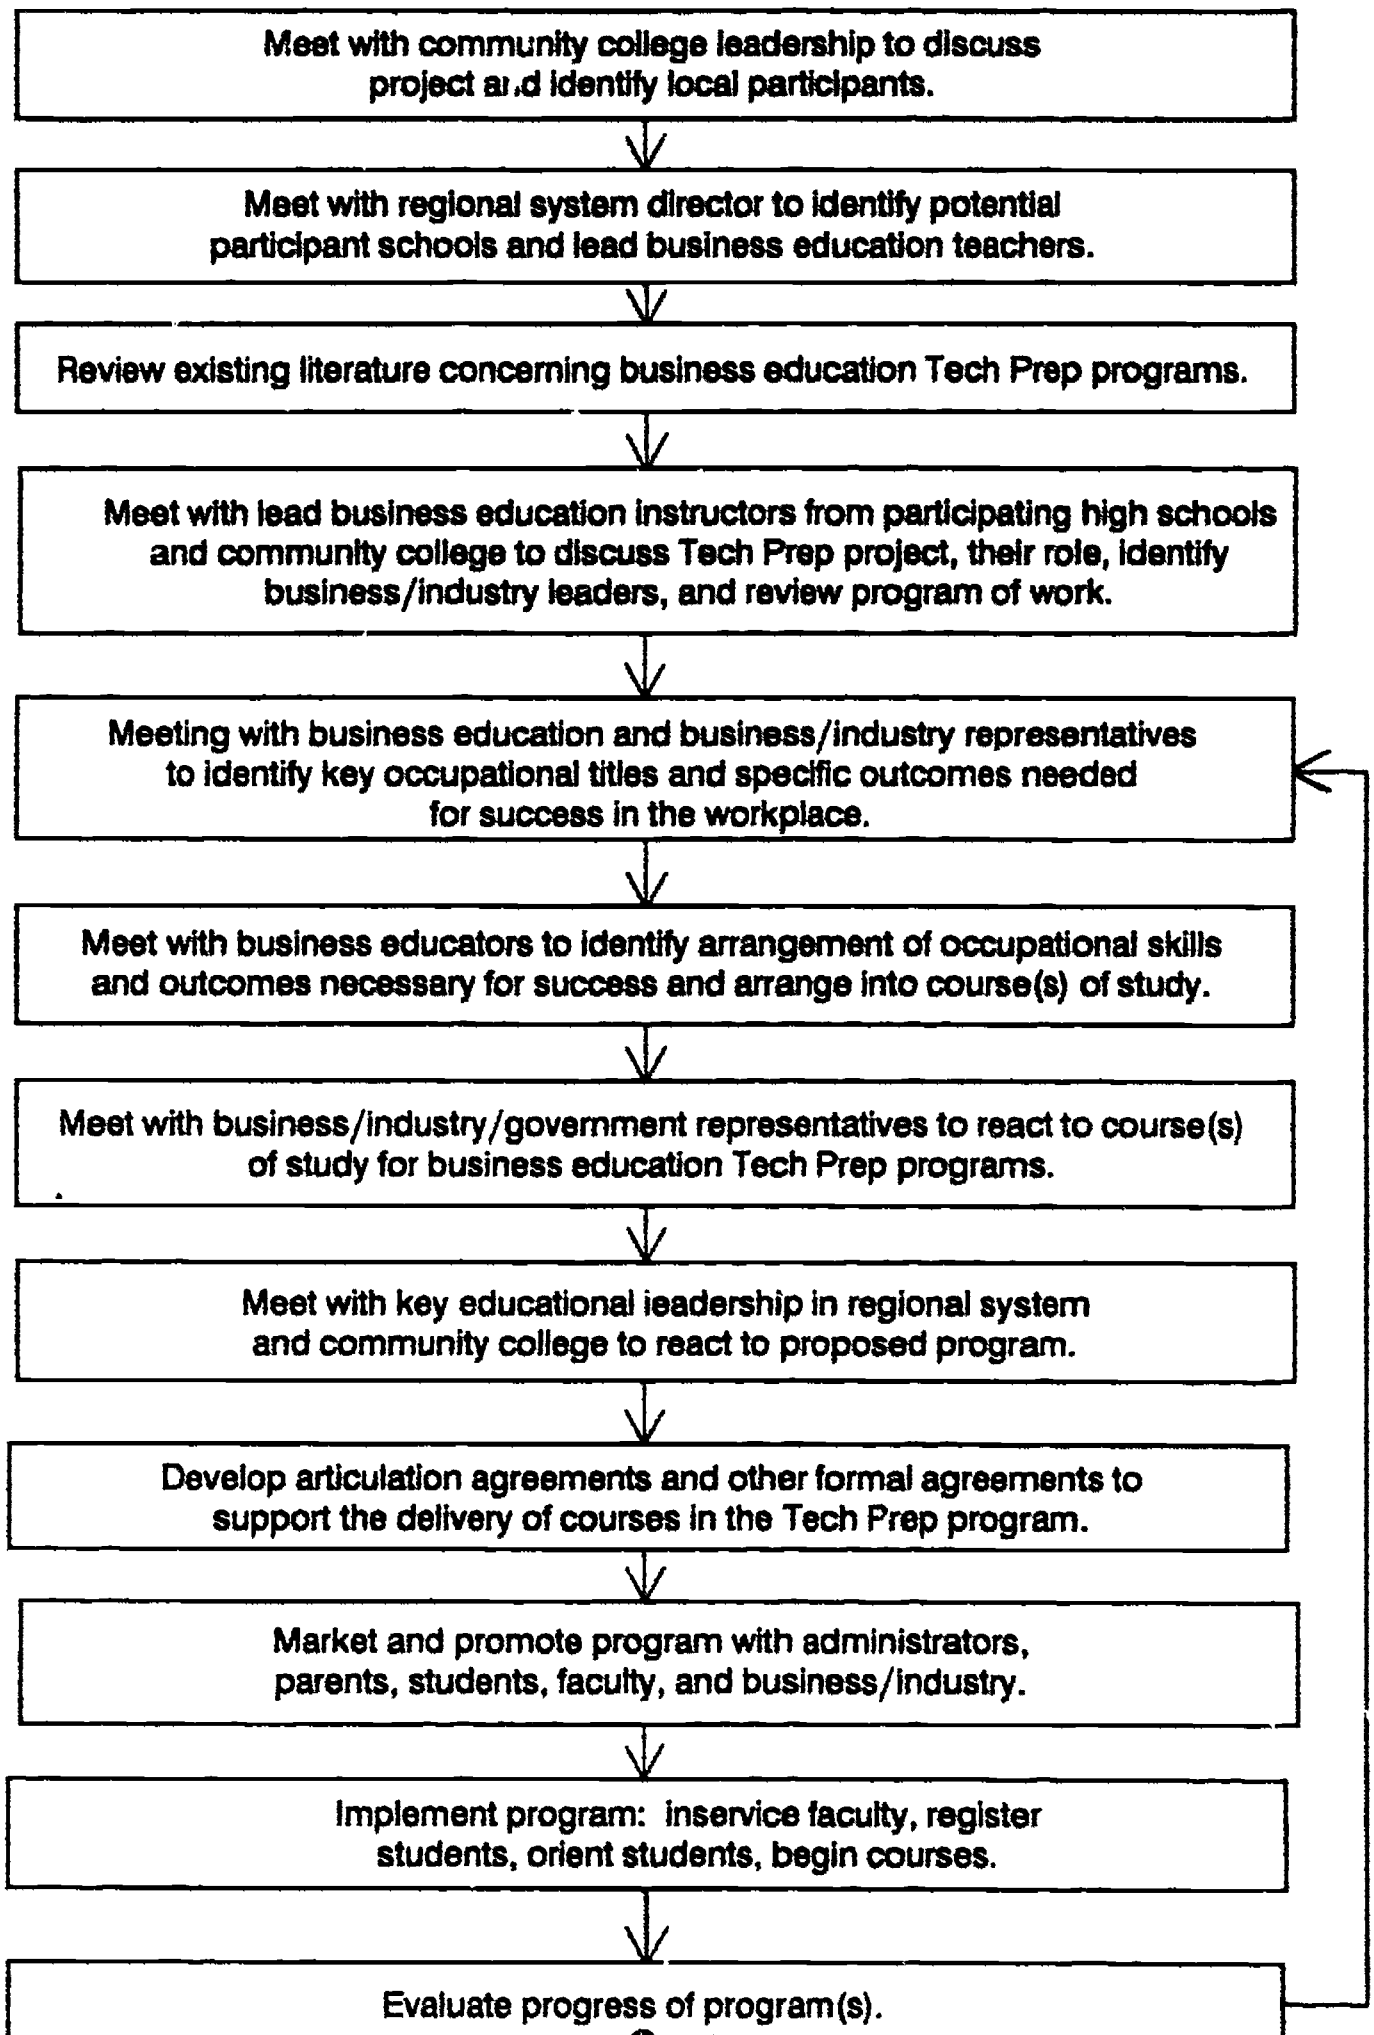 Meet with community college leadership to discuss
project and identify local participants.
Meet with regional system director to identify potential
participant schools and lead business education teachers.
Review existing literature concerning business education Tech Prep programs.
Meet with lead business education instructors from participating high schools
and community college to discuss Tech Prep project, their role, identify
business/industry leaders, and review program of work.
Meeting with business education and business/industry representatives
to identify key occupational titles and specific outcomes needed
for success in the workplace.
Meet with business educators to identify arrangement of occupational skills
and outcomes necessary for success and arrange into course(s) of study.
Meet with business/industry/government representatives to react to course(s)
of study for business education Tech Prep programs.
Meet with key educational leadership in regional system
and community college to react to proposed program.
Develop articulation agreements and other formal agreements to
support the delivery of courses in the Tech Prep program.
Market and promote program with administrators,
parents, students, faculty, and business/industry.
Implement program: inservice faculty, register
students, orient students, begin courses.
Evaluate progress of program(s).